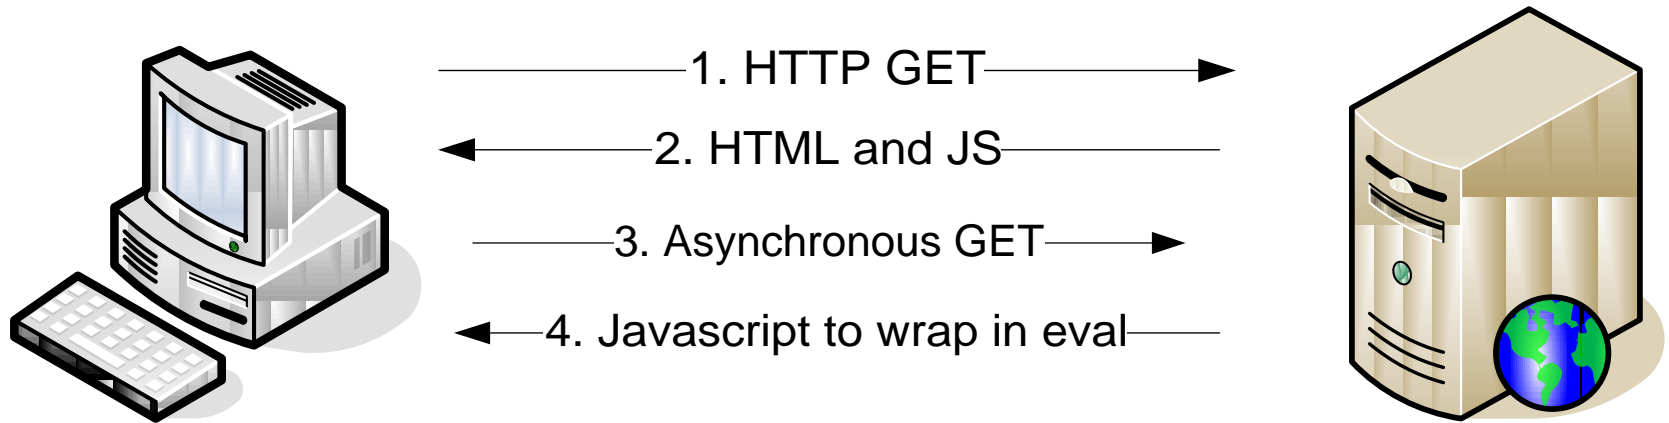 1. HTTP GET
2. HTML and JS
3. Asynchronous GET
4. Javascript to wrap in eval